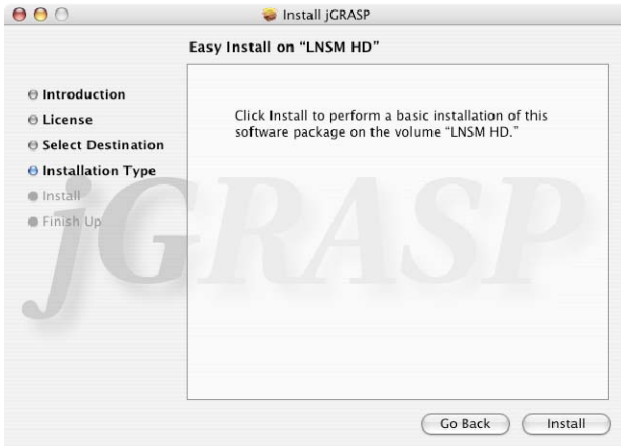 Install jGRASP
Easy Install on “LNSM HD”
Introduction
License
Select Destination
Installation Type
Install
Finish Up
Click Install to perform a basic installation of this
software package on the volume “LNSM HD.”
jGRASP
Go Back
Install